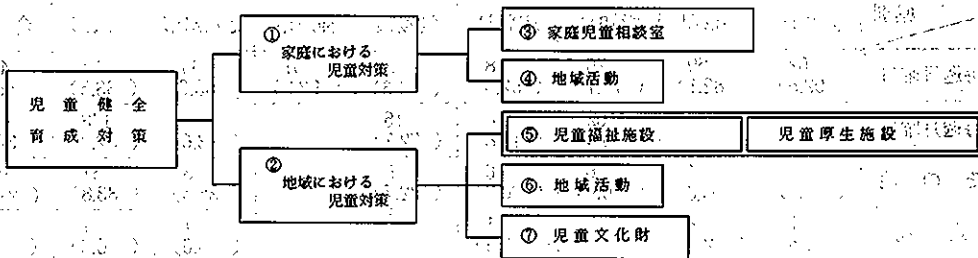 児童健全
育成対策
①
家庭における
児童対策
②
地域における
児童対策
③ 家庭児童相談室
④ 地域活動
⑤ 児童福祉施設
児童厚生施設
⑥ 地域活動
⑦ 児童文化財